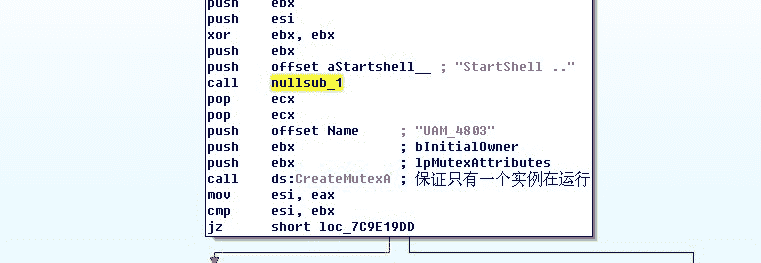 push ebx
push esi
xor ebx, ebx
push ebx
push offset aStartshell__ ; "StartShell .."
call nullsub_1
pop ecx
pop ecx
push offset Name ; "UAM_4803"
push ebx ; bInitialOwner
push ebx ; lpMutexAttributes
call ds:CreateMutexA ; 保证只有一个实例在运行
mov esi, eax
cmp esi, ebx
jz short loc_7C9E19DD